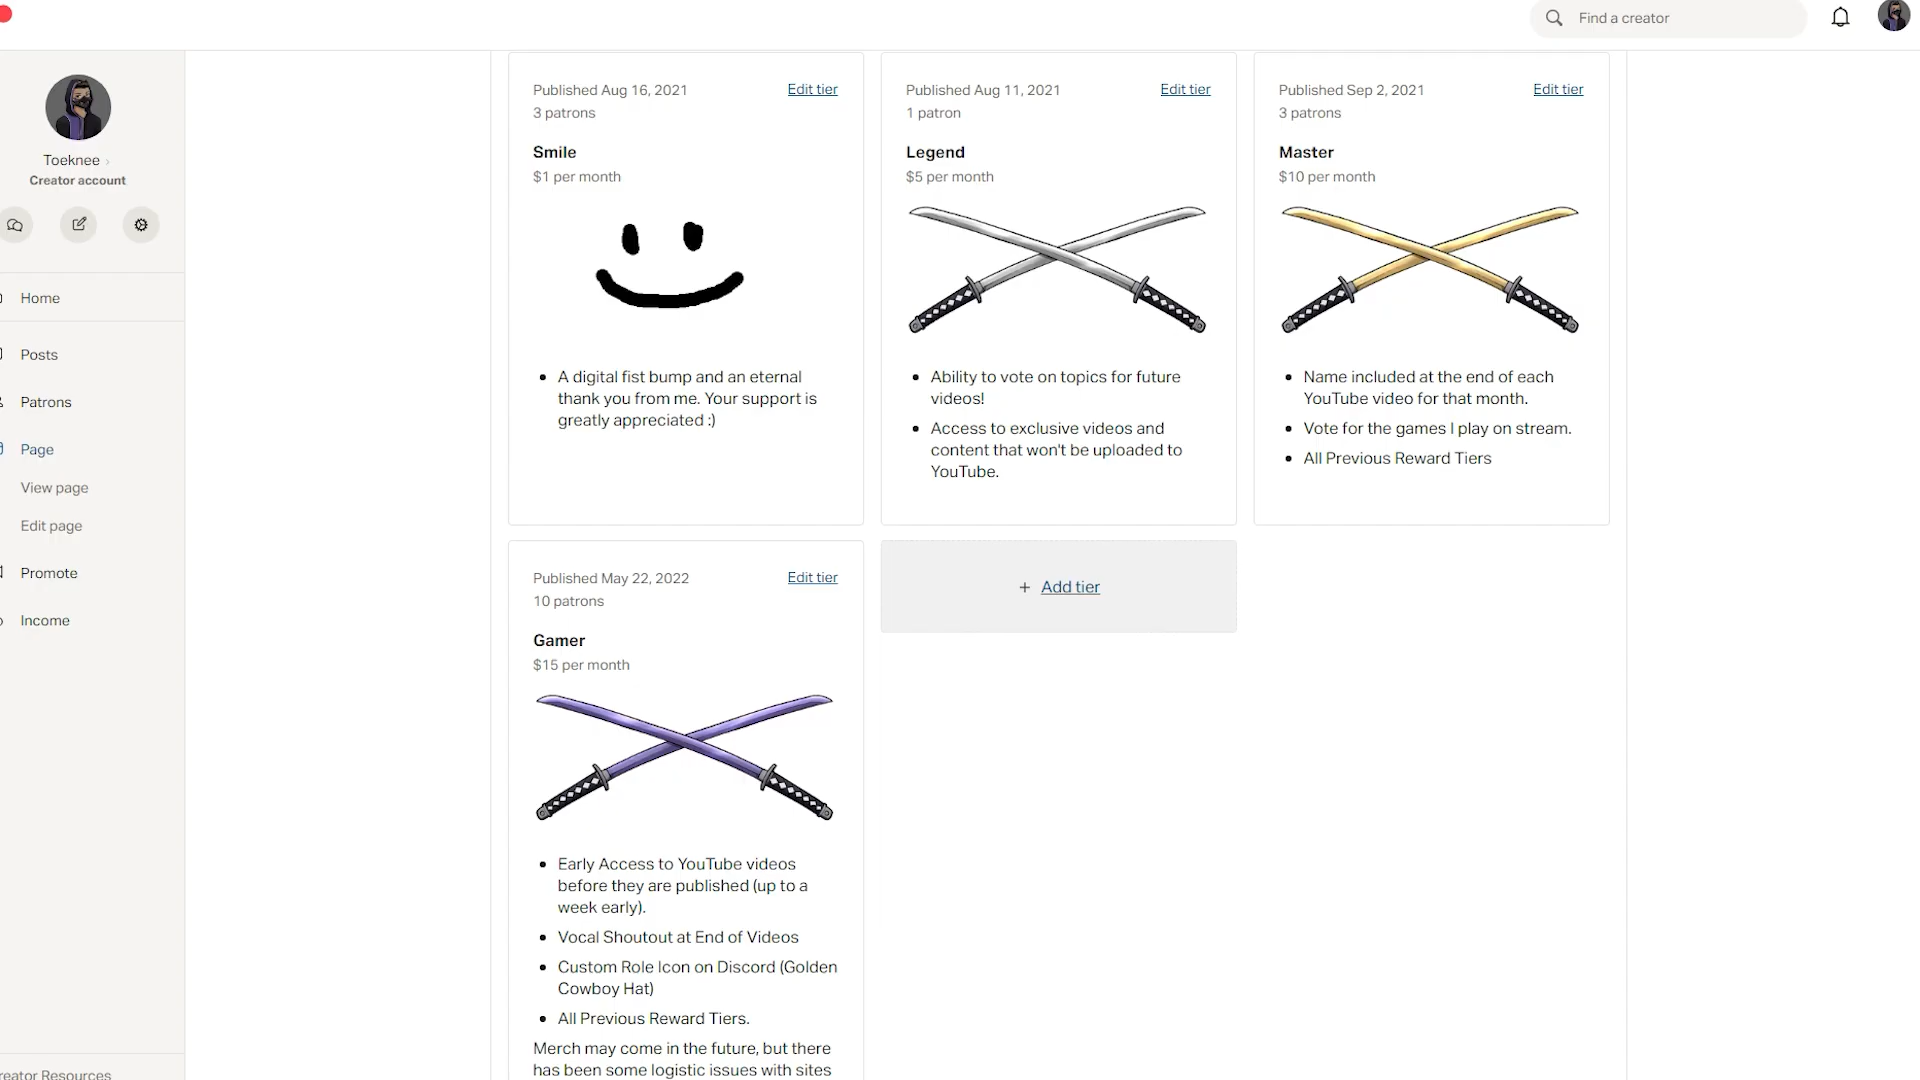 Find a creator
Toeknee
Creator account
Home
Posts
Patrons
Page
View page
Edit page
Promote
Income
Published Aug 16, 2021
Edit tier
3 patrons
Smile
$1 per month
A digital fist bump and an eternal
thank you from me. Your support is
greatly appreciated :)
Published Aug 11, 2021
Edit tier
1 patron
Legend
$5 per month
Ability to vote on topics for future
videos!
Access to exclusive videos and
content that won't be uploaded to
YouTube.
Published Sep 2, 2021
Edit tier
3 patrons
Master
$10 per month
Name included at the end of each
YouTube video for that month.
Vote for the games I play on stream.
All Previous Reward Tiers
Published May 22, 2022
Edit tier
10 patrons
Gamer
$15 per month
Early Access to YouTube videos
before they are published (up to a
week early).
Vocal Shoutout at End of Videos
Custom Role Icon on Discord (Golden
Cowboy Hat)
All Previous Reward Tiers.
Merch may come in the future, but there
has been some logistic issues with sites
+ Add tier
reator Resources